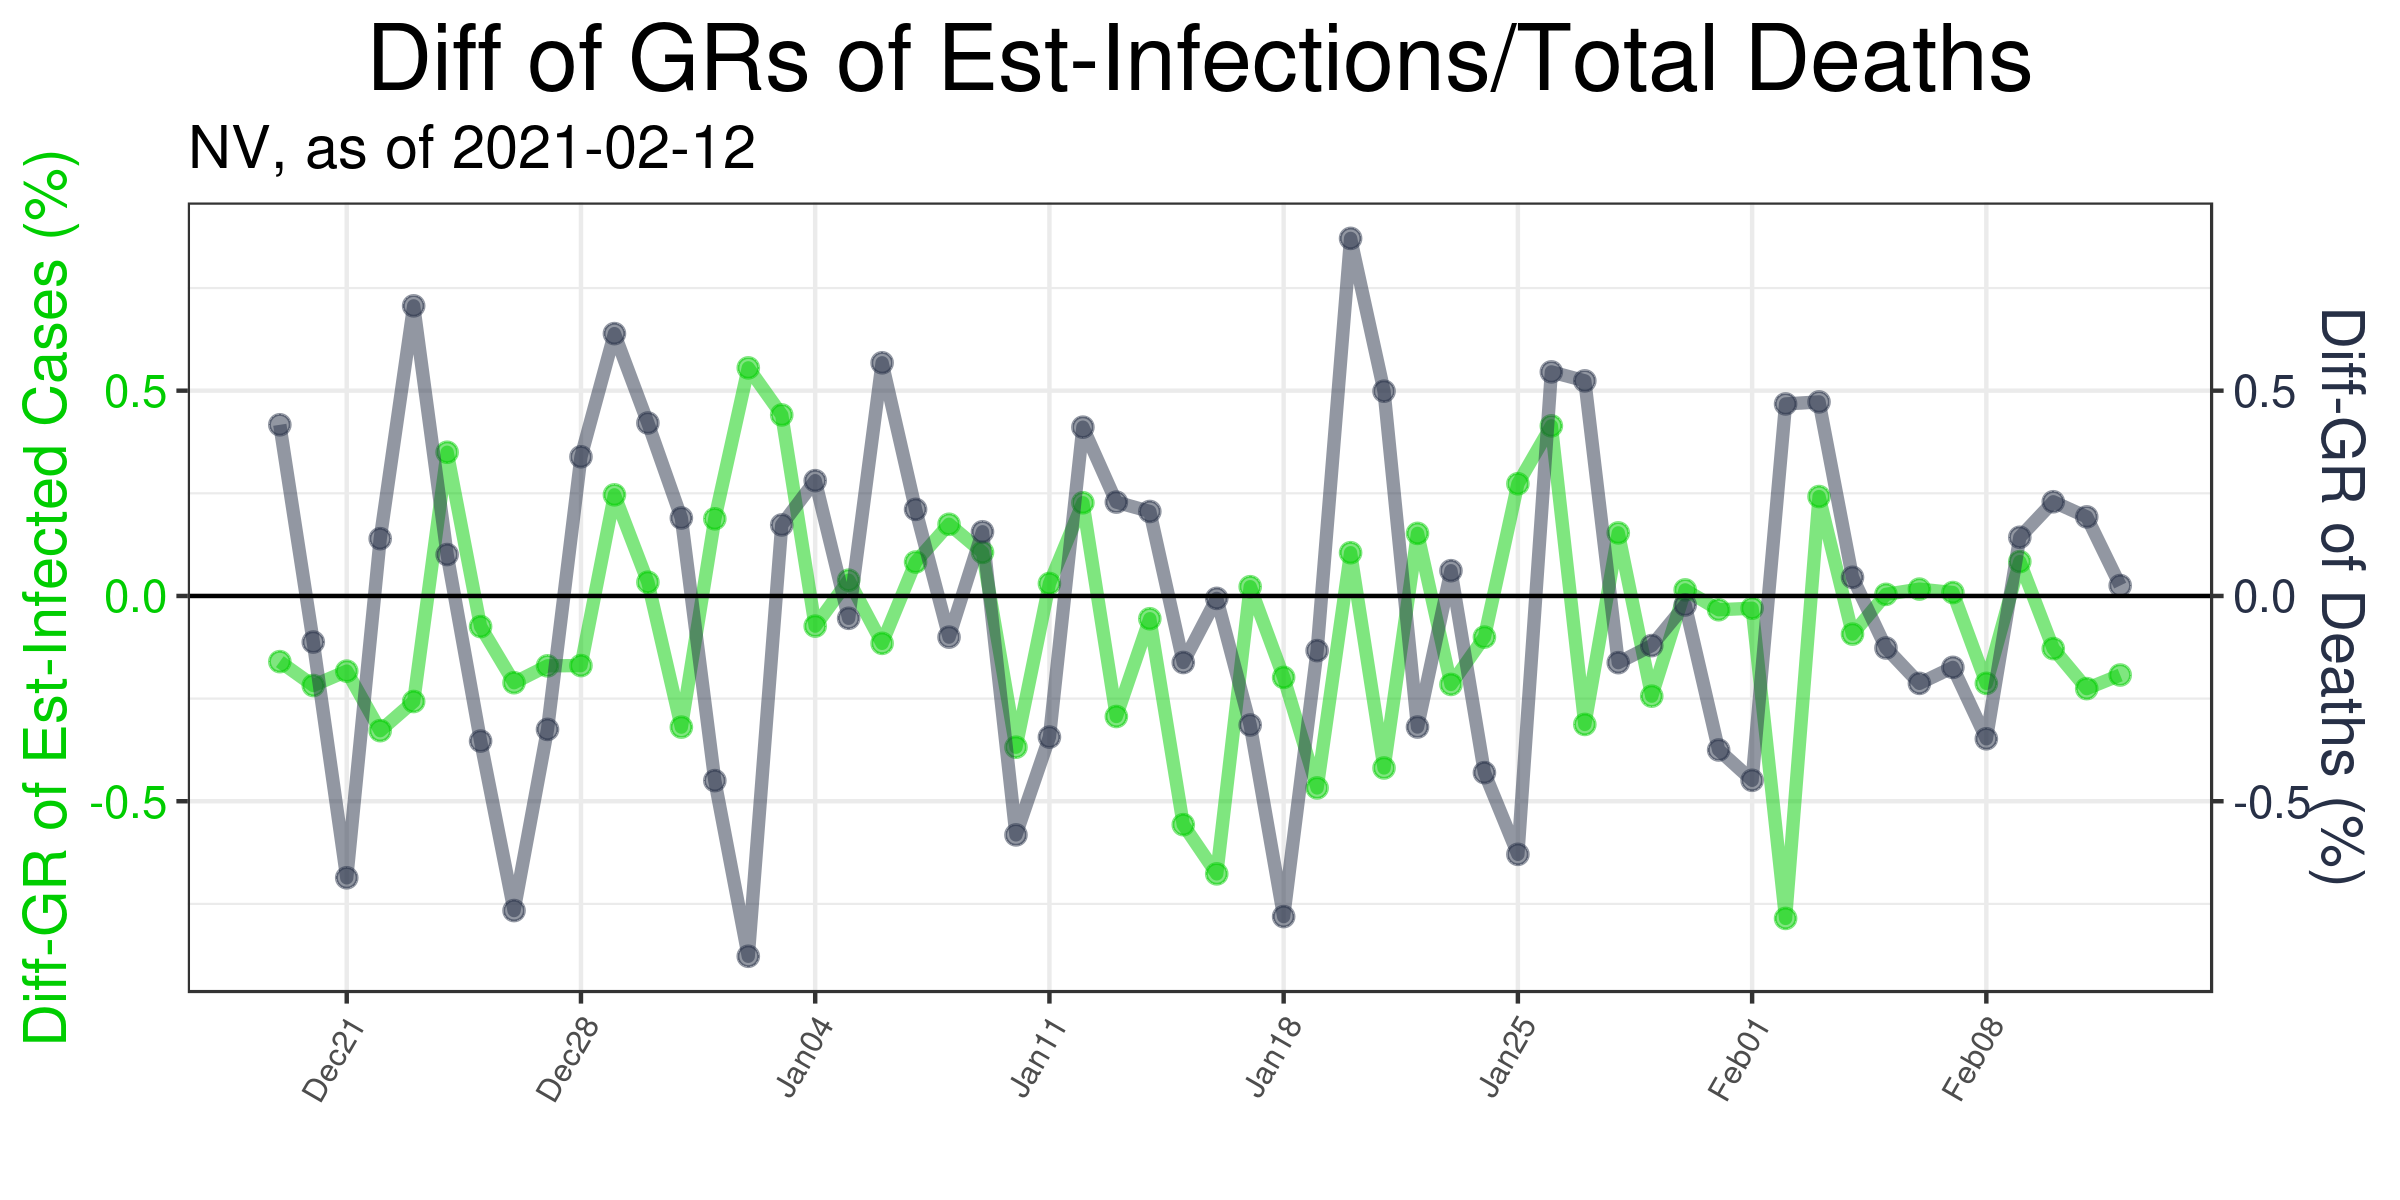 Diff of GRs of Est-Infections/Total Deaths
NV, as of 2021-02-12
Diff-GR of Est-Infected Cases (%)
0.5
0.0
-0.5
0.5
0.0
-0.5
Diff-GR of Deaths (%)
Dec21
Dec28
Jan04
Jan11
Jan18
Jan25
Feb01
Feb08